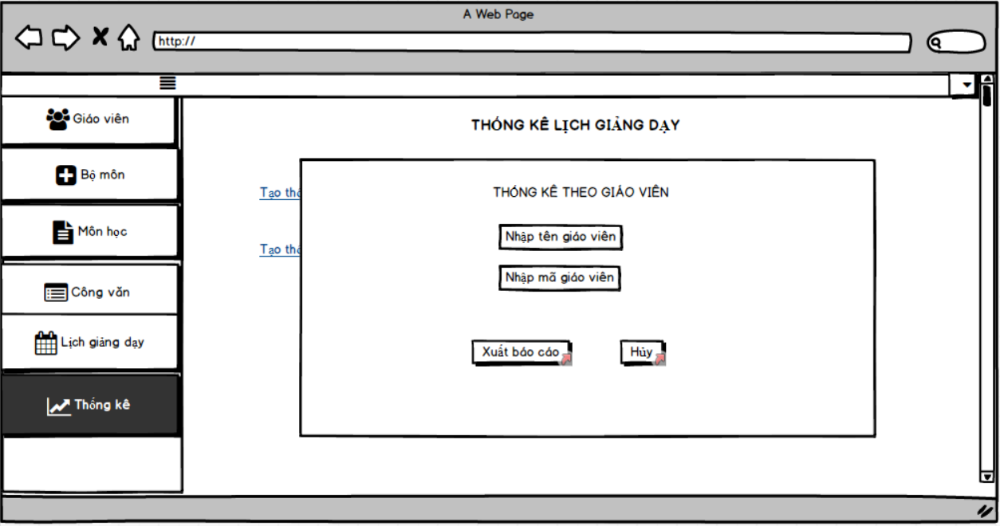 A Web Page
http://
Giáo viên
Bộ môn
Môn học
Công văn
Lịch giảng dạy
Thống kê
THỐNG KÊ LỊCH GIẢNG DẠY
Tạo
Tạo
THỐNG KÊ THEO GIÁO VIÊN
Nhập tên giáo viên
Nhập mã giáo viên
Xuất báo cáo
Hủy